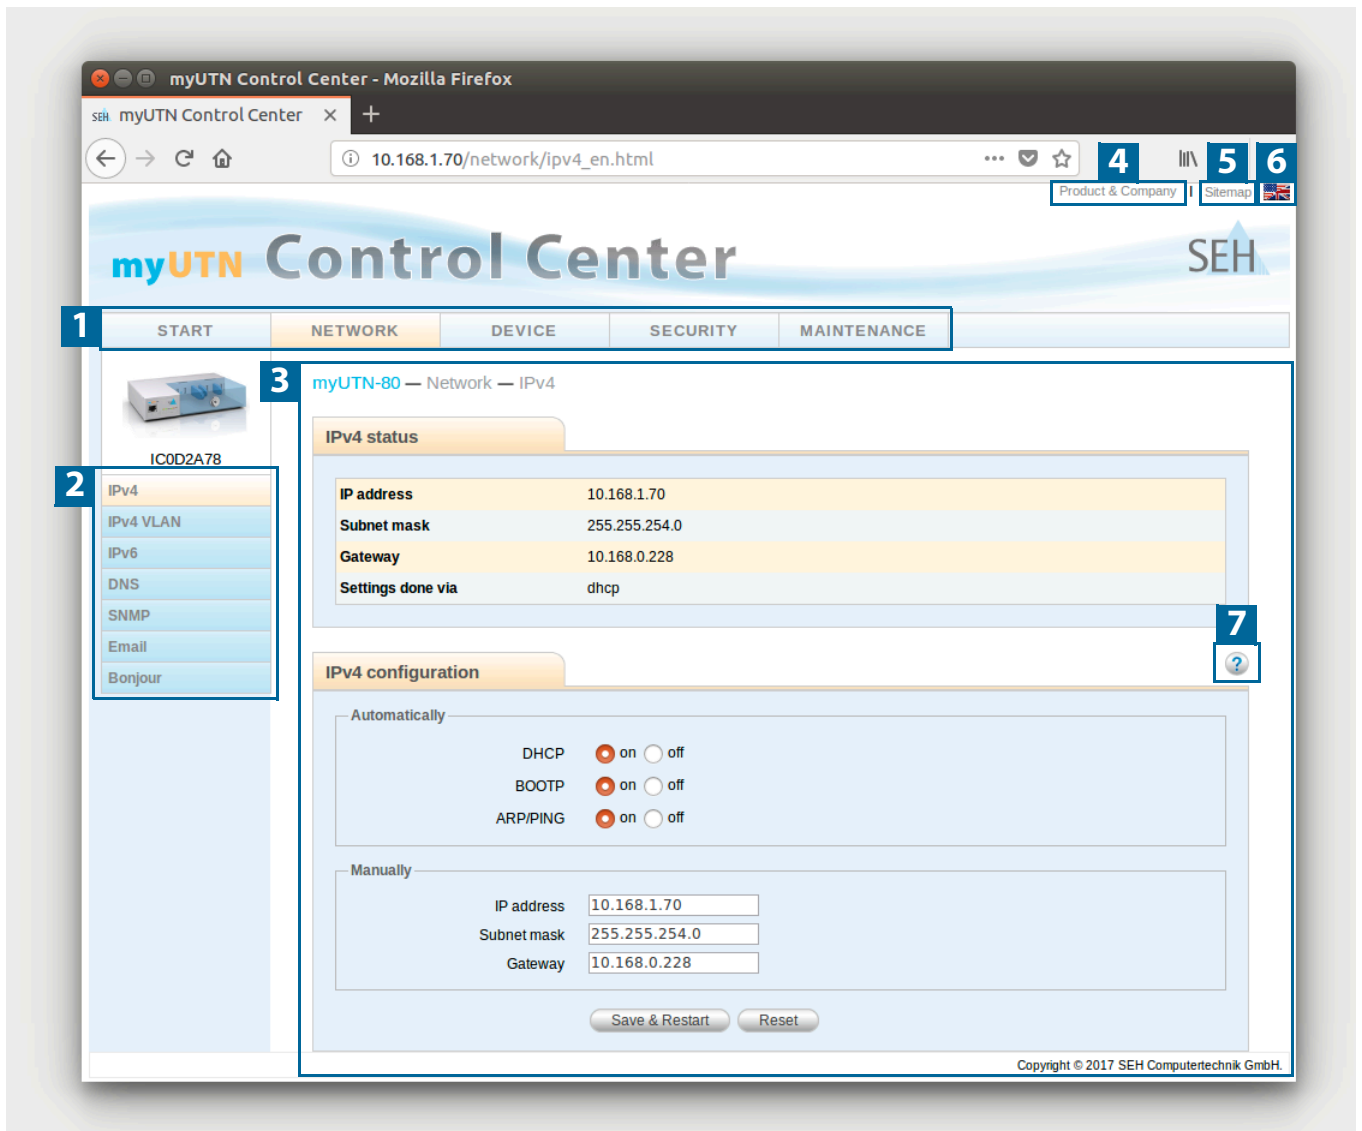 myUTN Control Center - Mozilla Firefox
SEH myUTN Control Center
10.168.1.70/network/ipv4_en.html
4 5 6
Product & Company | Sitemap
myUTN Control Center
SEH
1
START NETWORK DEVICE SECURITY MAINTENANCE
3
myUTN-80 — Network — IPv4
IC0D2A78
2
IPv4
IPv4 VLAN
IPv6
DNS
SNMP
Email
Bonjour
IPv4 status
IP address 10.168.1.70
Subnet mask 255.255.254.0
Gateway 10.168.0.228
Settings done via dhcp
7
?
IPv4 configuration
Automatically
DHCP on off
BOOTP on off
ARP/PING on off
Manually
IP address 10.168.1.70
Subnet mask 255.255.254.0
Gateway 10.168.0.228
Save & Restart Reset
Copyright © 2017 SEH Computertechnik GmbH.